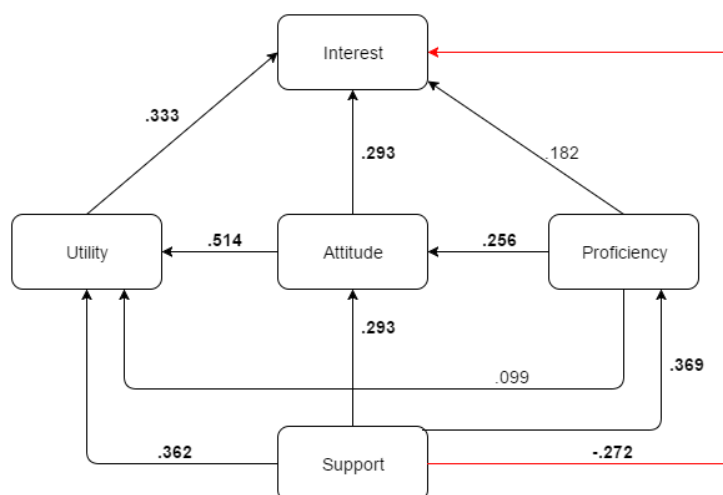 Interest
.333
.293
.182
Utility
.514
Attitude
.256
Proficiency
.293
.099
.369
.362
Support
-.272